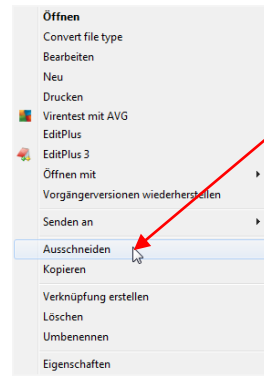 Öffnen
Convert file type
Bearbeiten
Neu
Drucken
Virentest mit AVG
EditPlus
EditPlus 3
Öffnen mit
Vorgängerversionen wiederherstellen
Senden an
Ausschneiden
Kopieren
Verknüpfung erstellen
Löschen
Umbenennen
Eigenschaften